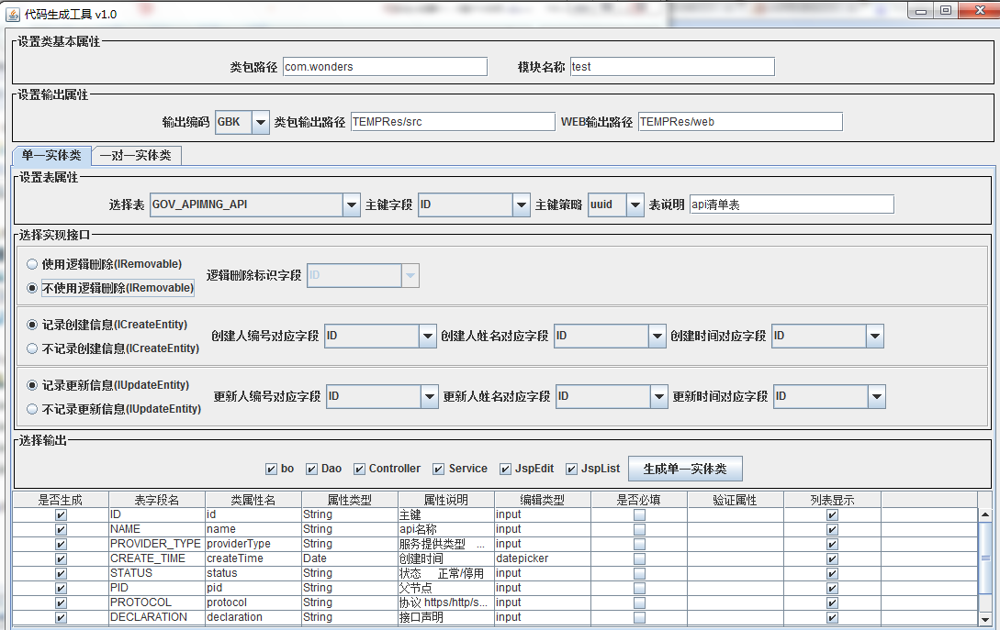 代码生成工具 v1.0
设置类基本属性
类包路径 com.wonders 模块名称 test
设置输出属性
输出编码 GBK 类包输出路径 TEMPRes/src WEB输出路径 TEMPRes/web
单一实体类 一对一实体类
设置表属性
选择表 GOV_APIMNG_API 主键字段 ID 主键策略 uuid 表说明 api清单表
选择实现接口
使用逻辑删除(IRemovable)
逻辑删除标识字段 ID
不使用逻辑删除(IRemovable)
记录创建信息(ICreateEntity)
创建人编号对应字段 ID 创建人姓名对应字段 ID 创建时间对应字段 ID
不记录创建信息(ICreateEntity)
记录更新信息(IUpdateEntity)
更新人编号对应字段 ID 更新人姓名对应字段 ID 更新时间对应字段 ID
不记录更新信息(IUpdateEntity)
选择输出
bo Dao Controller Service JspEdit JspList 生成单一实体类
是否生成 表字段名 类属性名 属性类型 属性说明 编辑类型 是否必填 验证属性 列表显示
ID id String 主键 input
NAME name String api名称 input
PROVIDER_TYPE providerType String 服务提供类型 ... input
CREATE_TIME createTime Date 创建时间 datepicker
STATUS status String 状态 正常/停用 input
PID pid String 父节点 input
PROTOCOL protocol String 协议 https/http/s... input
DECLARATION declaration String 接口声明 input